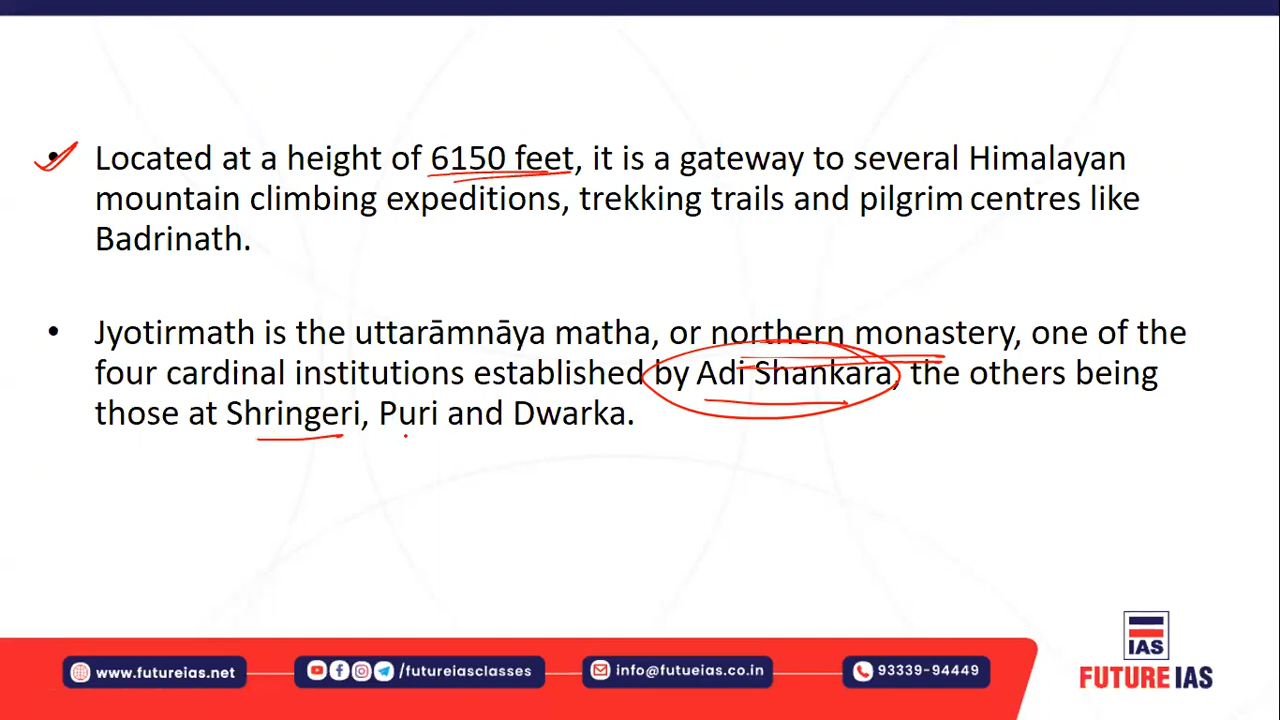 • Located at a height of 6150 feet, it is a gateway to several Himalayan
mountain climbing expeditions, trekking trails and pilgrim centres like
Badrinath.
• Jyotirmath is the uttarāmnāya matha, or northern monastery, one of the
four cardinal institutions established by Adi Shankara, the others being
those at Shringeri, Puri and Dwarka.
IAS
FUTURE IAS
www.futureias.net
/futureiasclasses
info@futueias.co.in
93339-94449